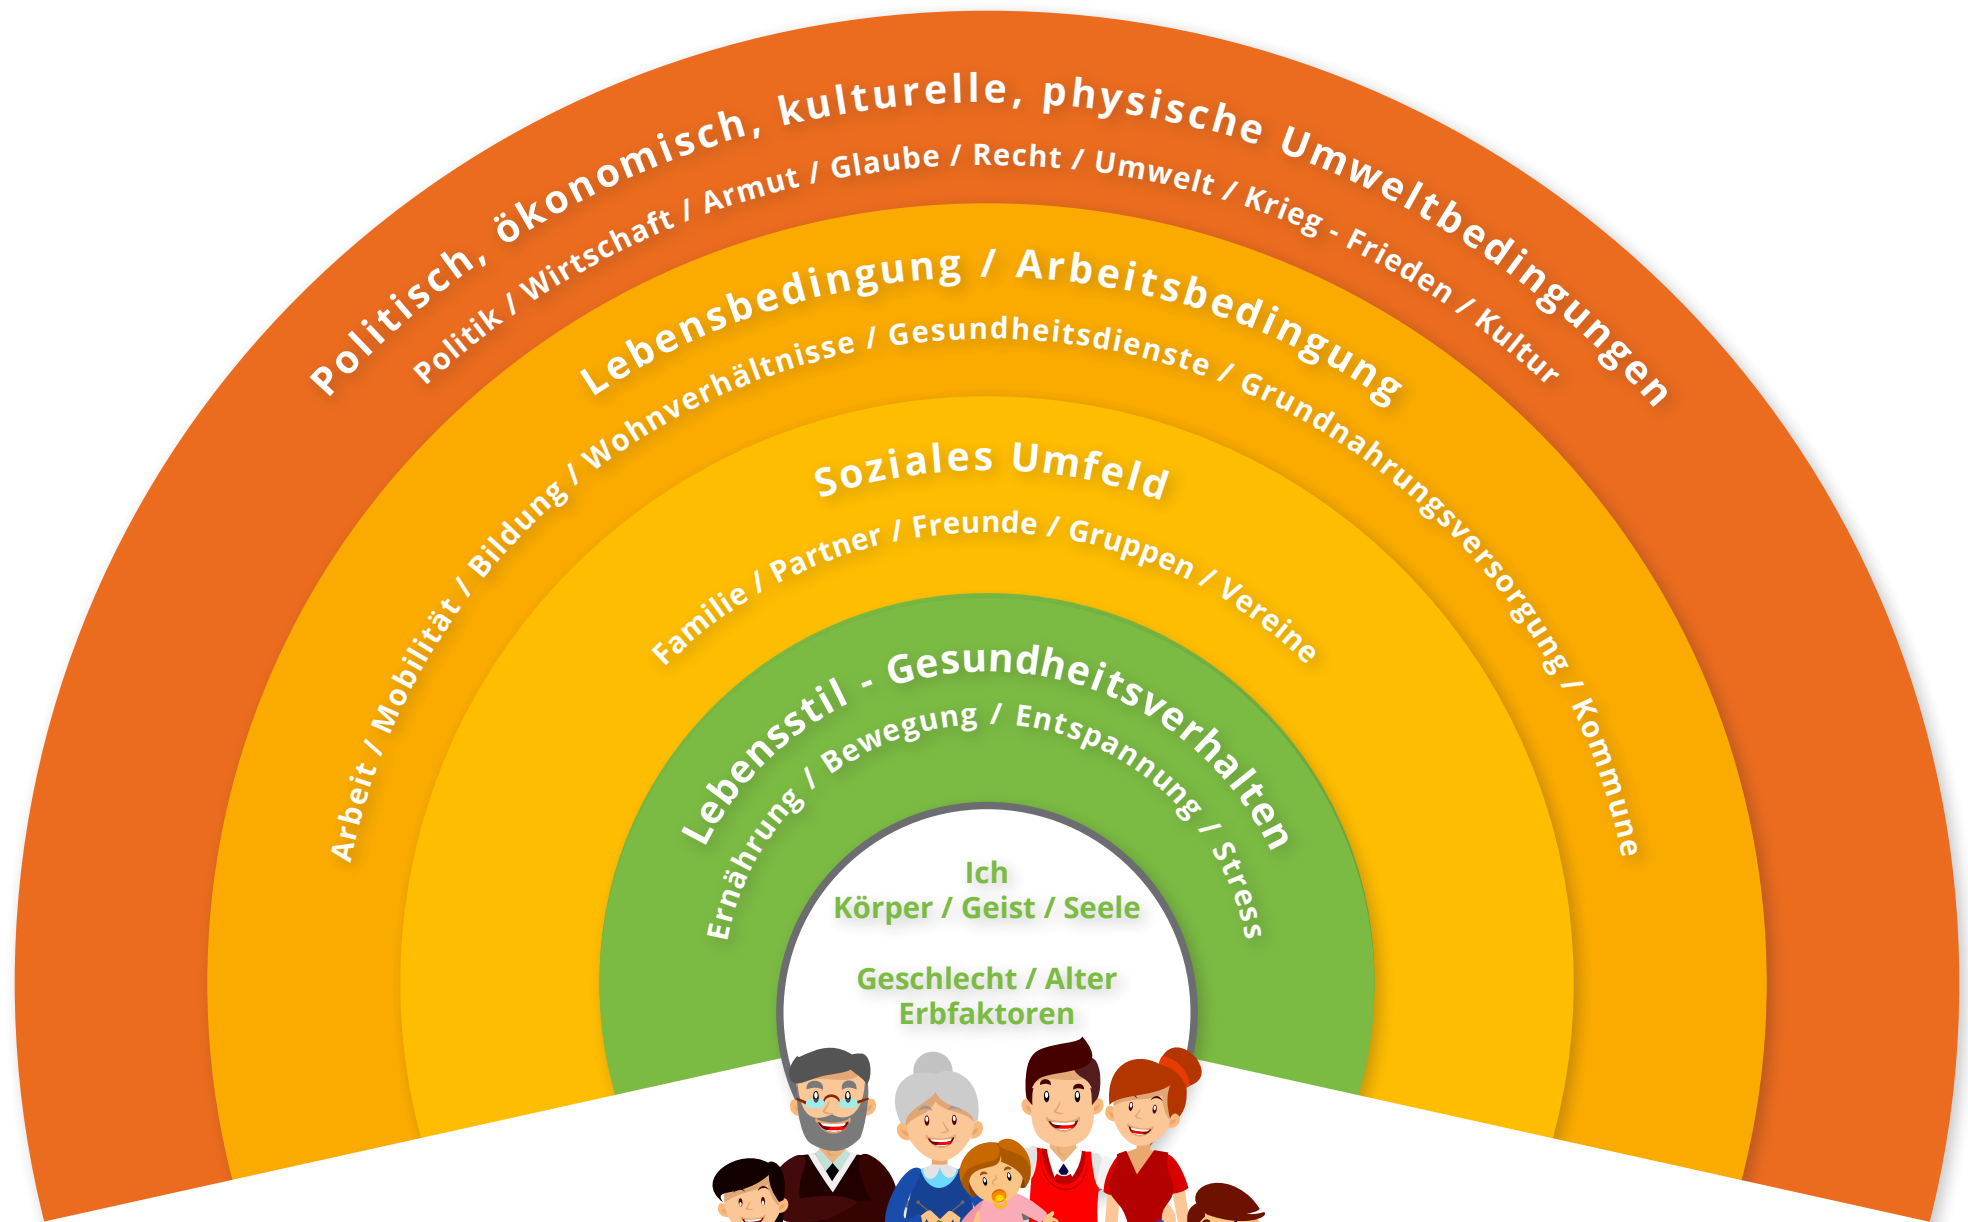 Politisch, ökonomisch, kulturelle, physische Umweltbedingungen
Politik / Wirtschaft / Armut / Glaube / Recht / Umwelt / Krieg - Frieden / Kultur
Lebensbedingung / Arbeitsbedingung
Arbeit / Mobilität / Bildung / Wohnverhältnisse / Gesundheitsdienste / Grundnahrungsversorgung / Kommune
Soziales Umfeld
Familie / Partner / Freunde / Gruppen / Vereine
Lebensstil - Gesundheitsverhalten
Ernährung / Bewegung / Entspannung / Stress
Ich
Körper / Geist / Seele
Geschlecht / Alter
Erbfaktoren